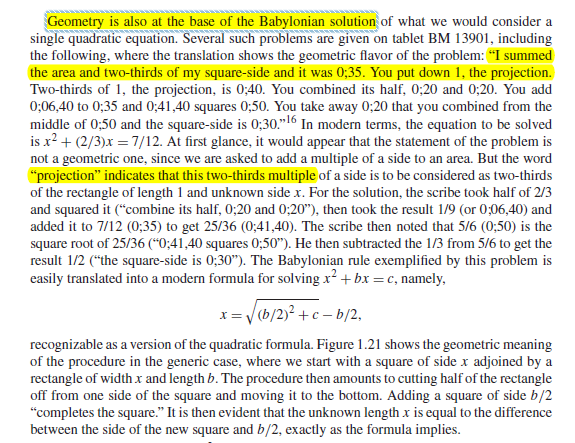 Geometry is also at the base of the Babylonian solution of what we would consider a
single quadratic equation. Several such problems are given on tablet BM 13901, including
the following, where the translation shows the geometric flavor of the problem: “I summed
the area and two-thirds of my square-side and it was 0;35. You put down 1, the projection.
Two-thirds of 1, the projection, is 0;40. You combined its half, 0;20 and 0;20. You add
0;06,40 to 0;35 and 0;41,40 squares 0;50. You take away 0;20 that you combined from the
middle of 0;50 and the square-side is 0;30.”¹⁶ In modern terms, the equation to be solved
is x² + (2/3)x = 7/12. At first glance, it would appear that the statement of the problem is
not a geometric one, since we are asked to add a multiple of a side to an area. But the word
“projection” indicates that this two-thirds multiple of a side is to be considered as two-thirds
of the rectangle of length 1 and unknown side x. For the solution, the scribe took half of 2/3
and squared it (“combine its half, 0;20 and 0;20”), then took the result 1/9 (or 0;06,40) and
added it to 7/12 (0;35) to get 25/36 (0;41,40). The scribe then noted that 5/6 (0;50) is the
square root of 25/36 (“0;41,40 squares 0;50”). He then subtracted the 1/3 from 5/6 to get the
result 1/2 (“the square-side is 0;30”). The Babylonian rule exemplified by this problem is
easily translated into a modern formula for solving x² + bx = c, namely,
x = √(b/2)² + c − b/2,
recognizable as a version of the quadratic formula. Figure 1.21 shows the geometric meaning
of the procedure in the generic case, where we start with a square of side x adjoined by a
rectangle of width x and length b. The procedure then amounts to cutting half of the rectangle
off from one side of the square and moving it to the bottom. Adding a square of side b/2
“completes the square.” It is then evident that the unknown length x is equal to the difference
between the side of the new square and b/2, exactly as the formula implies.